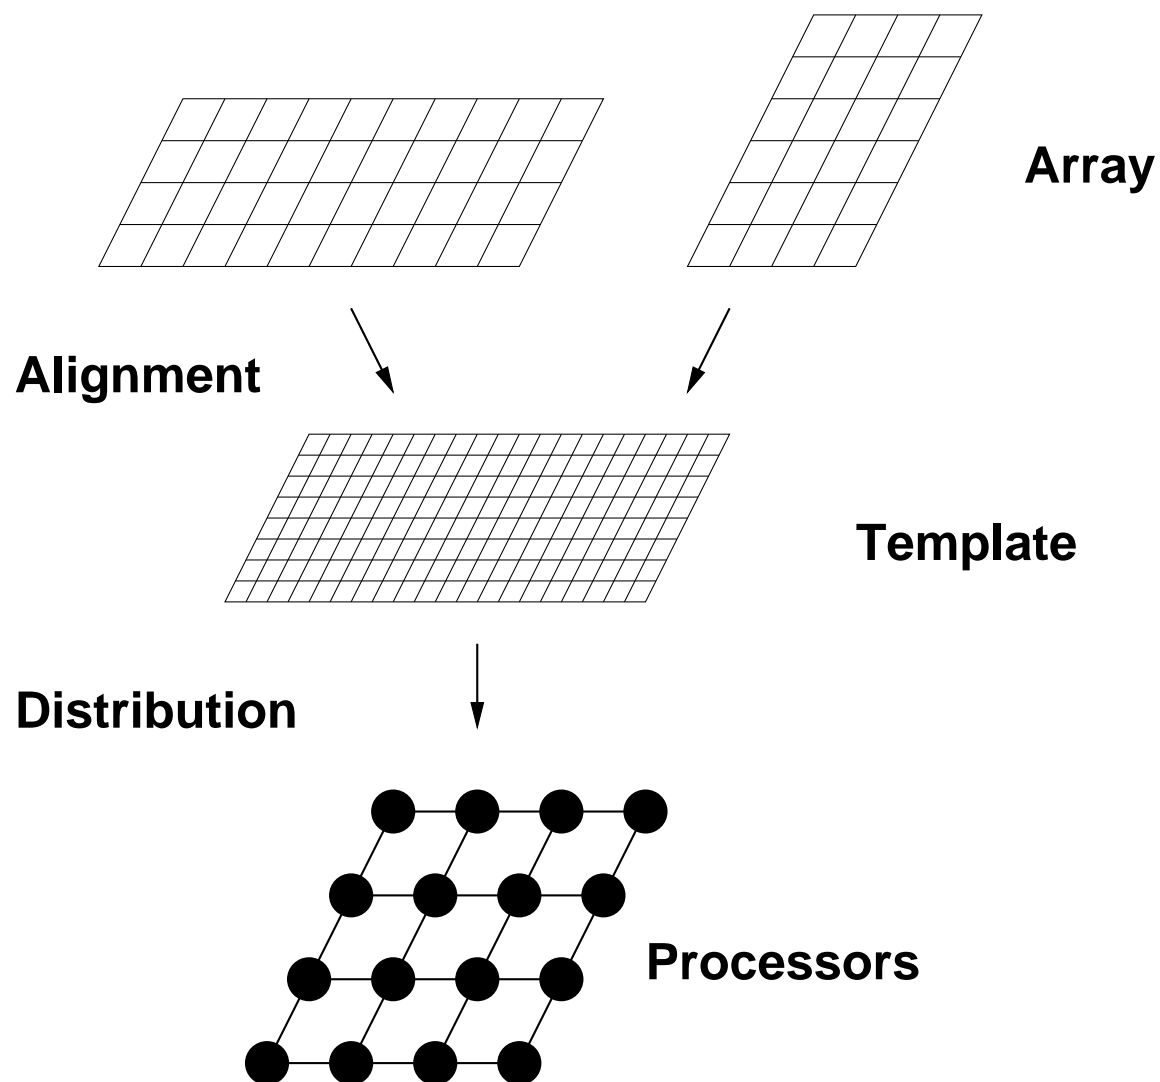 Array
Alignment
Template
Distribution
Processors